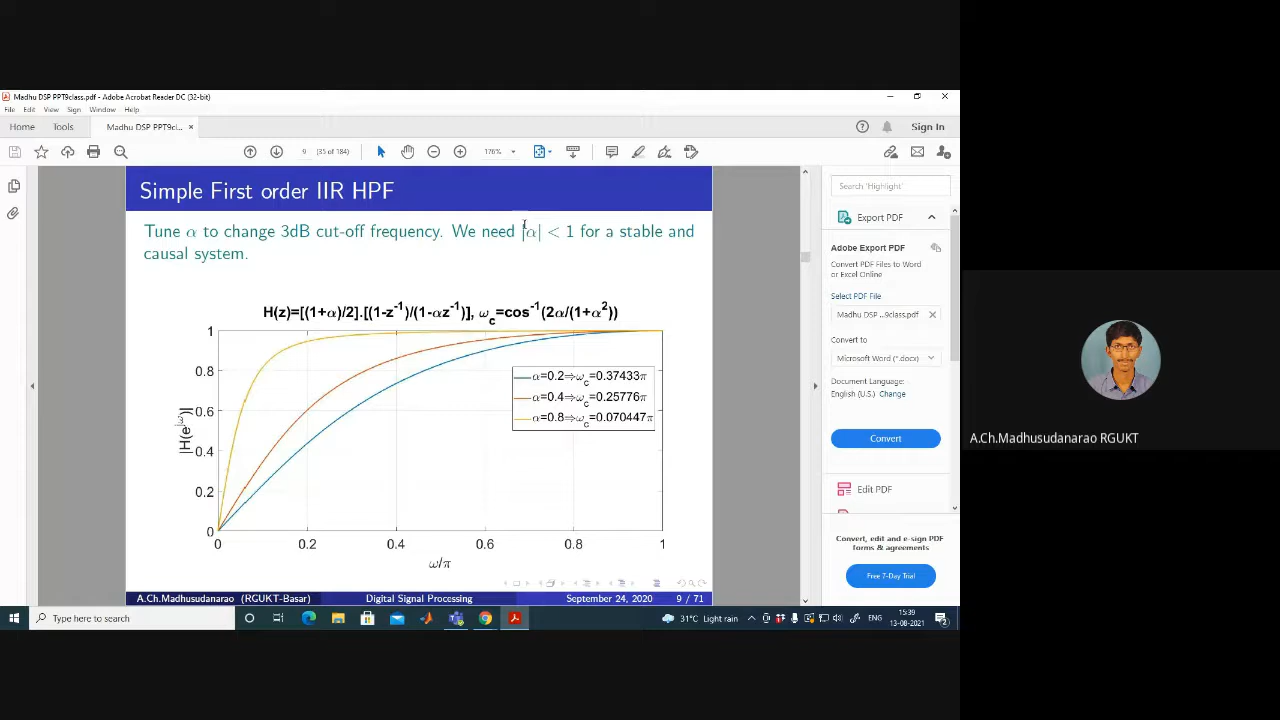 Madhu DSP PPT9class.pdf - Adobe Acrobat Reader DC (32-bit)
File Edit View Sign Window Help
Home Tools Madhu DSP PPT9cl... × Sign In
9 (35 of 184) 176%
Simple First order IIR HPF
Tune α to change 3dB cut-off frequency. We need |α| < 1 for a stable and
causal system.
H(z)=[(1+α)/2].[(1-z⁻¹)/(1-αz⁻¹)], ω_c=cos⁻¹(2α/(1+α²))
1
0.8
0.6
0.4
0.2
0
|H(e^jω)|
α=0.2⇒ω_c=0.37433π
α=0.4⇒ω_c=0.25776π
α=0.8⇒ω_c=0.070447π
0 0.2 0.4 0.6 0.8 1
ω/π
A.Ch.Madhusudanarao (RGUKT-Basar) Digital Signal Processing September 24, 2020 9 / 71
Search 'Highlight'
Export PDF
Adobe Export PDF
Convert PDF Files to Word
or Excel Online
Select PDF File
Madhu DSP ...9class.pdf ×
Convert to
Microsoft Word (*.docx)
Document Language:
English (U.S.) Change
Convert
Edit PDF
Convert, edit and e-sign PDF
forms & agreements
Free 7-Day Trial
A.Ch.Madhusudanarao RGUKT
Type here to search
31°C Light rain
ENG
15:39
13-08-2021
2